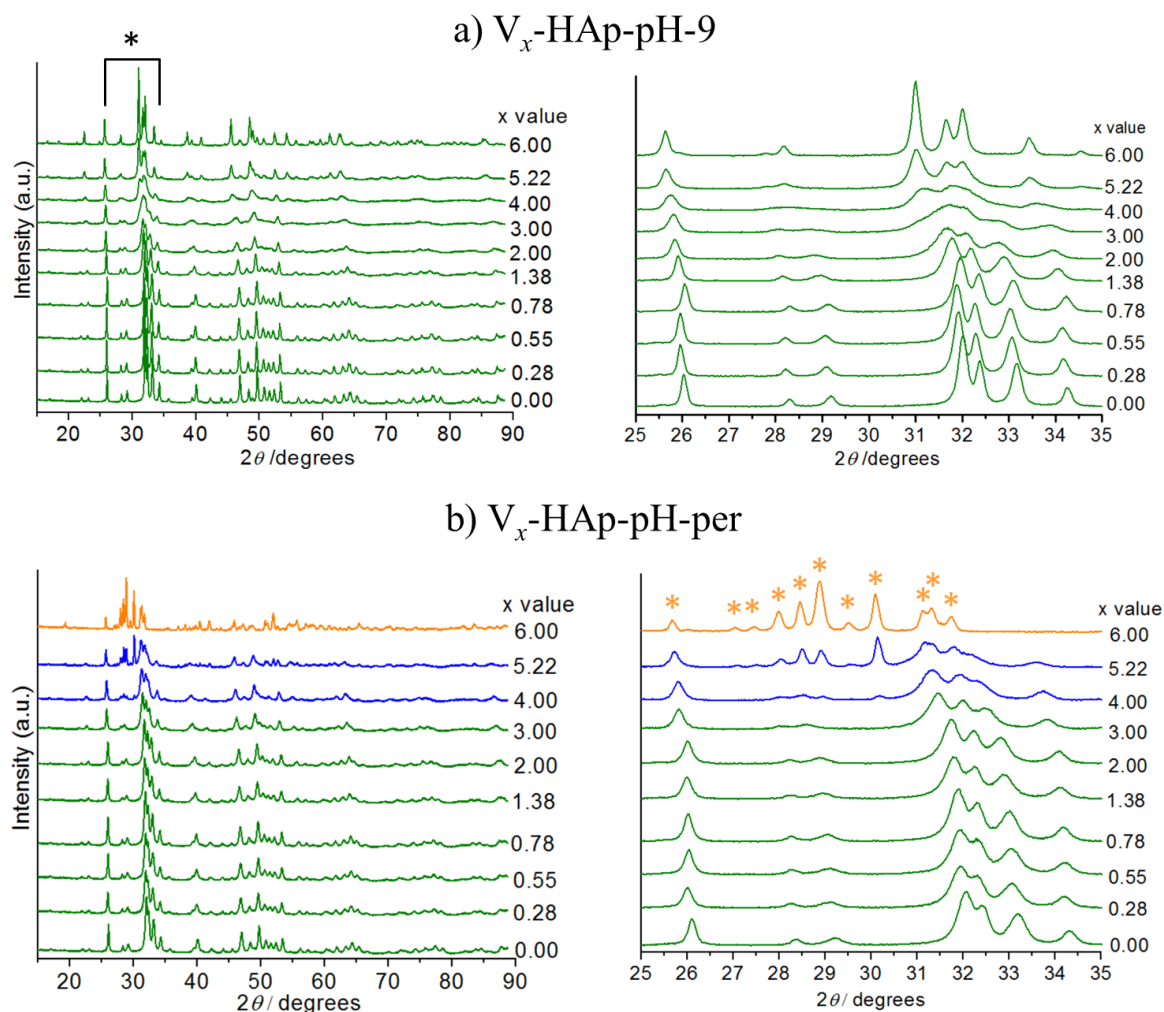 a) Vx-HAp-pH-9
*
x value
6.00
5.22
4.00
3.00
2.00
1.38
0.78
0.55
0.28
0.00
Intensity (a.u.)
20 30 40 50 60 70 80 90
2θ /degrees
x value
6.00
5.22
4.00
3.00
2.00
1.38
0.78
0.55
0.28
0.00
25 26 27 28 29 30 31 32 33 34 35
2θ /degrees
b) Vx-HAp-pH-per
x value
6.00
5.22
4.00
3.00
2.00
1.38
0.78
0.55
0.28
0.00
Intensity (a.u.)
20 30 40 50 60 70 80 90
2θ/ degrees
* * * * * * * * * * *
x value
6.00
5.22
4.00
3.00
2.00
1.38
0.78
0.55
0.28
0.00
25 26 27 28 29 30 31 32 33 34 35
2θ/ degrees